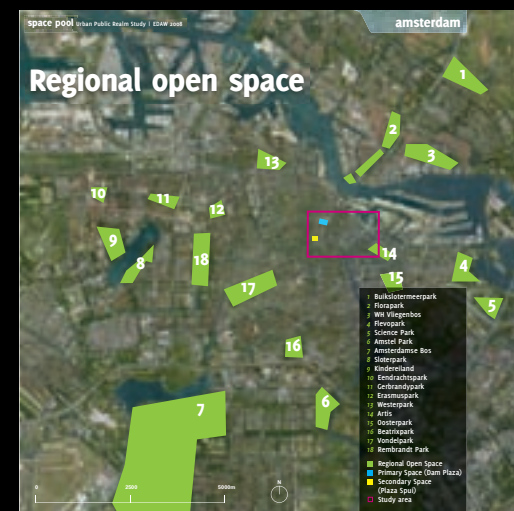 space pool Urban Public Realm Study | EDAW 2008
amsterdam
Regional open space
1
2
3
13
10
11
12
9
8
18
14
4
15
17
5
16
6
7
1 Buikslotermeerpark
2 Florapark
3 WH Vliegenbos
4 Flevopark
5 Science Park
6 Amstel Park
7 Amsterdamse Bos
8 Sloterpark
9 Kindereiland
10 Eendrachtspark
11 Gerbrandypark
12 Erasmuspark
13 Westerpark
14 Artis
15 Oosterpark
16 Beatrixpark
17 Vondelpark
18 Rembrandt Park
Regional Open Space
Primary Space (Dam Plaza)
Secondary Space
(Plaza Spui)
Study area
0 2500 5000m
N